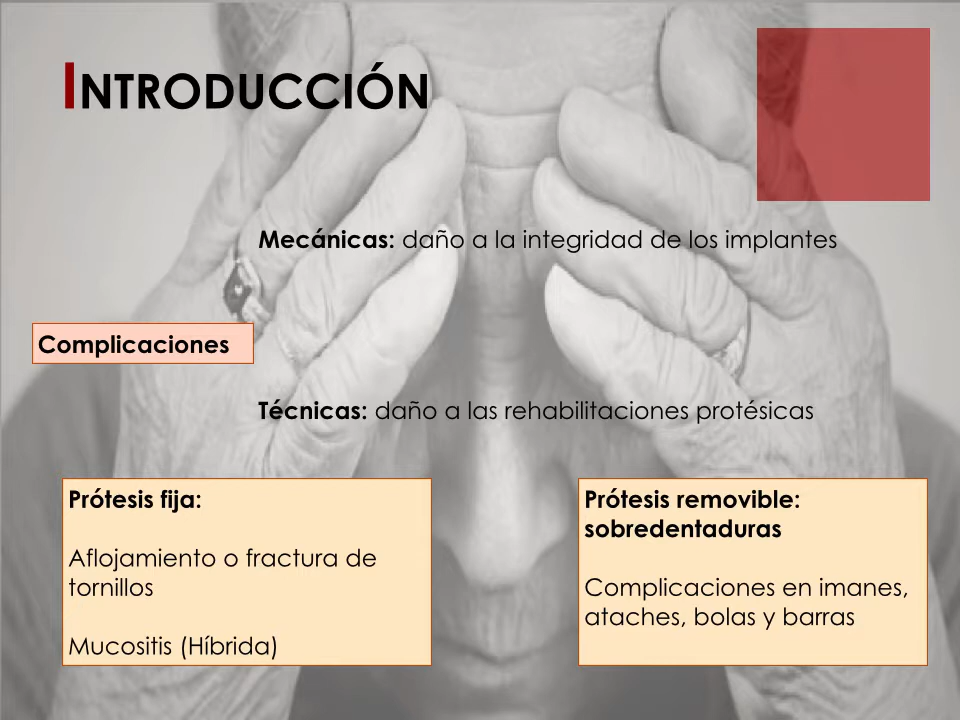 INTRODUCCIÓN
Mecánicas: daño a la integridad de los implantes
Complicaciones
Técnicas: daño a las rehabilitaciones protésicas
Prótesis fija:
Aflojamiento o fractura de
tornillos
Mucositis (Híbrida)
Prótesis removible:
sobredentaduras
Complicaciones en imanes,
ataches, bolas y barras